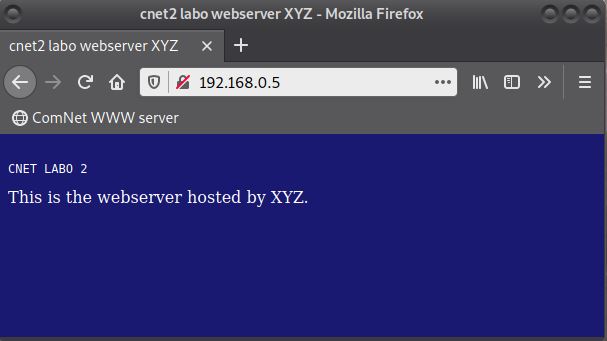 cnet2 labo webserver XYZ - Mozilla Firefox
cnet2 labo webserver XYZ
192.168.0.5
ComNet WWW server
CNET LABO 2
This is the webserver hosted by XYZ.